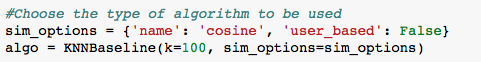 #Choose the type of algorithm to be used
sim_options = {'name': 'cosine', 'user_based': False}
algo = KNNBaseline(k=100, sim_options=sim_options)